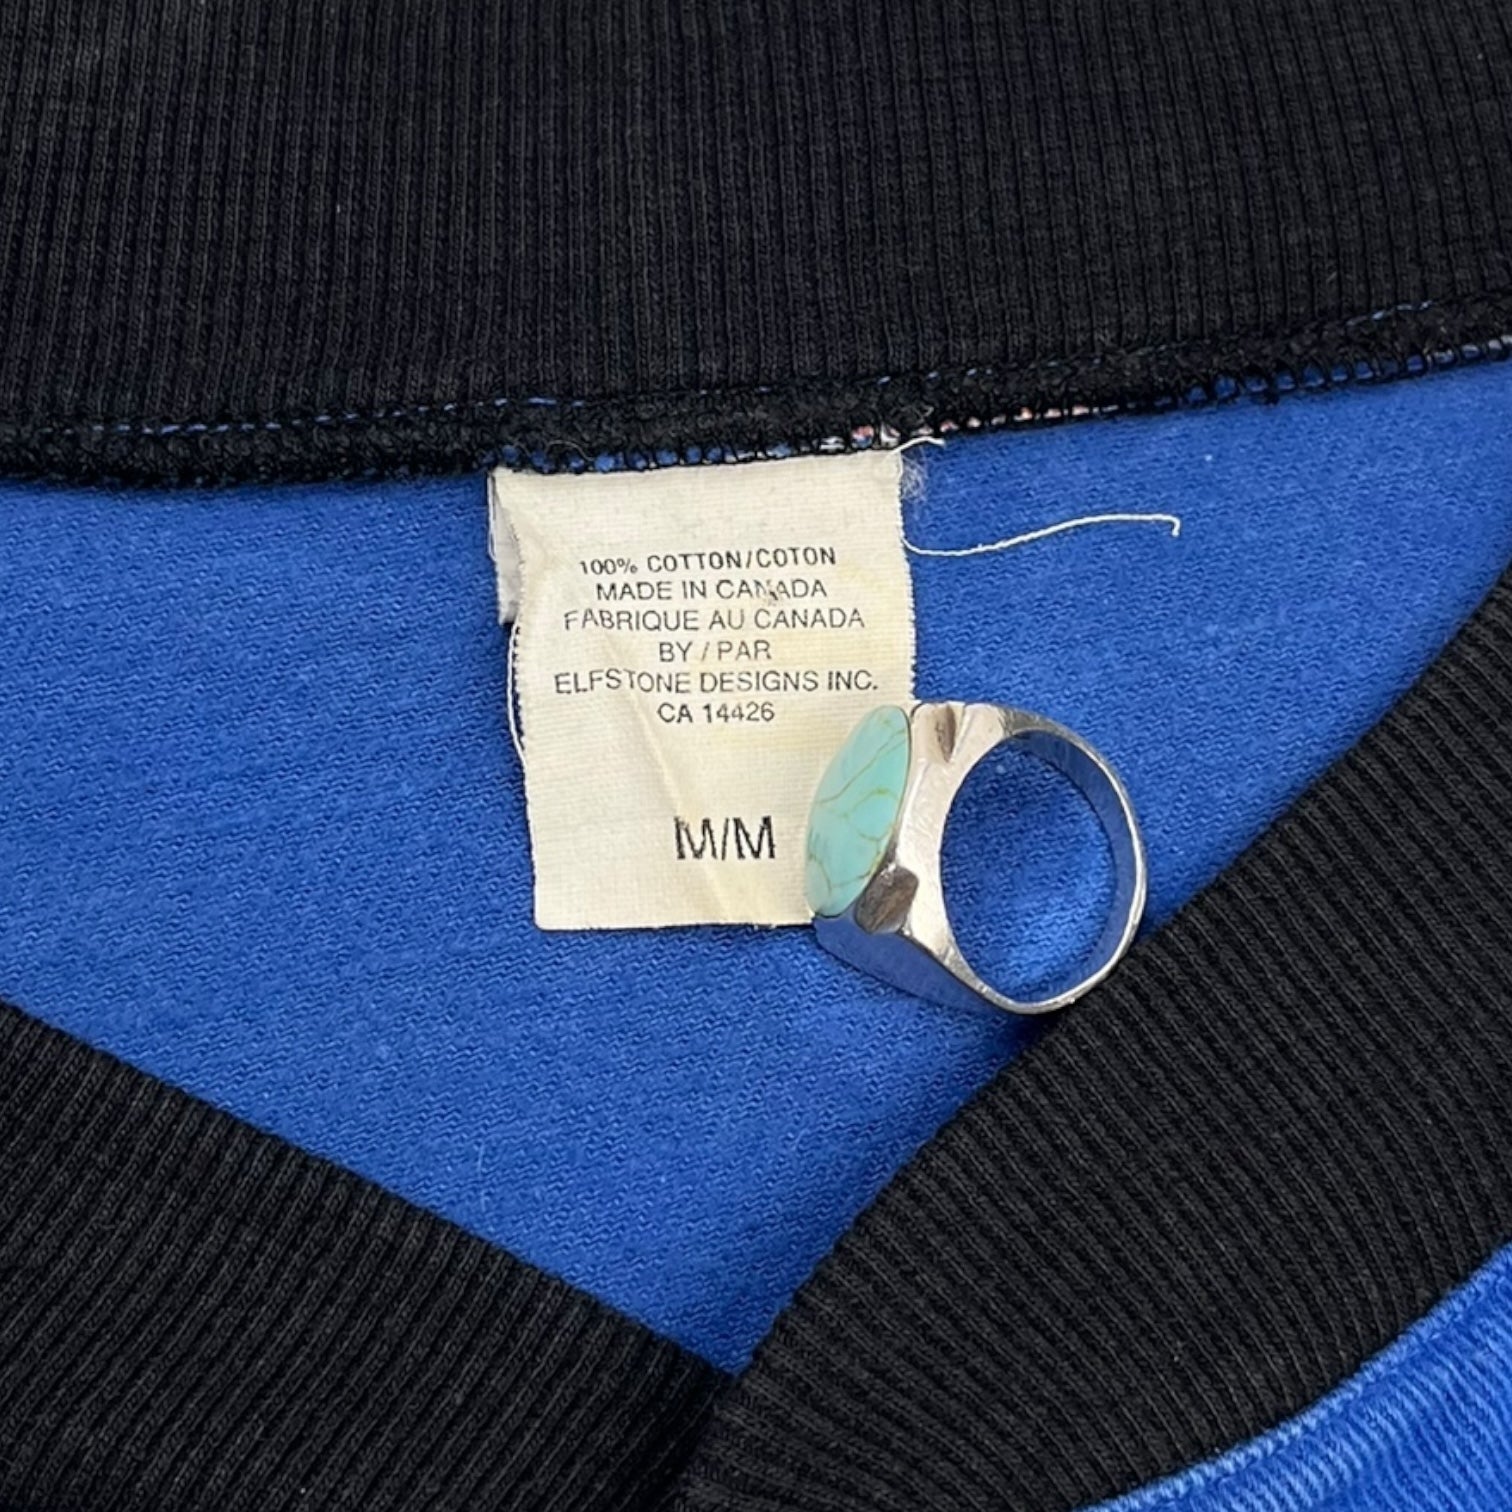 100% COTTON/COTON
MADE IN CANADA
FABRIQUE AU CANADA
BY / PAR
ELFSTONE DESIGNS INC.
CA 14426
M/M